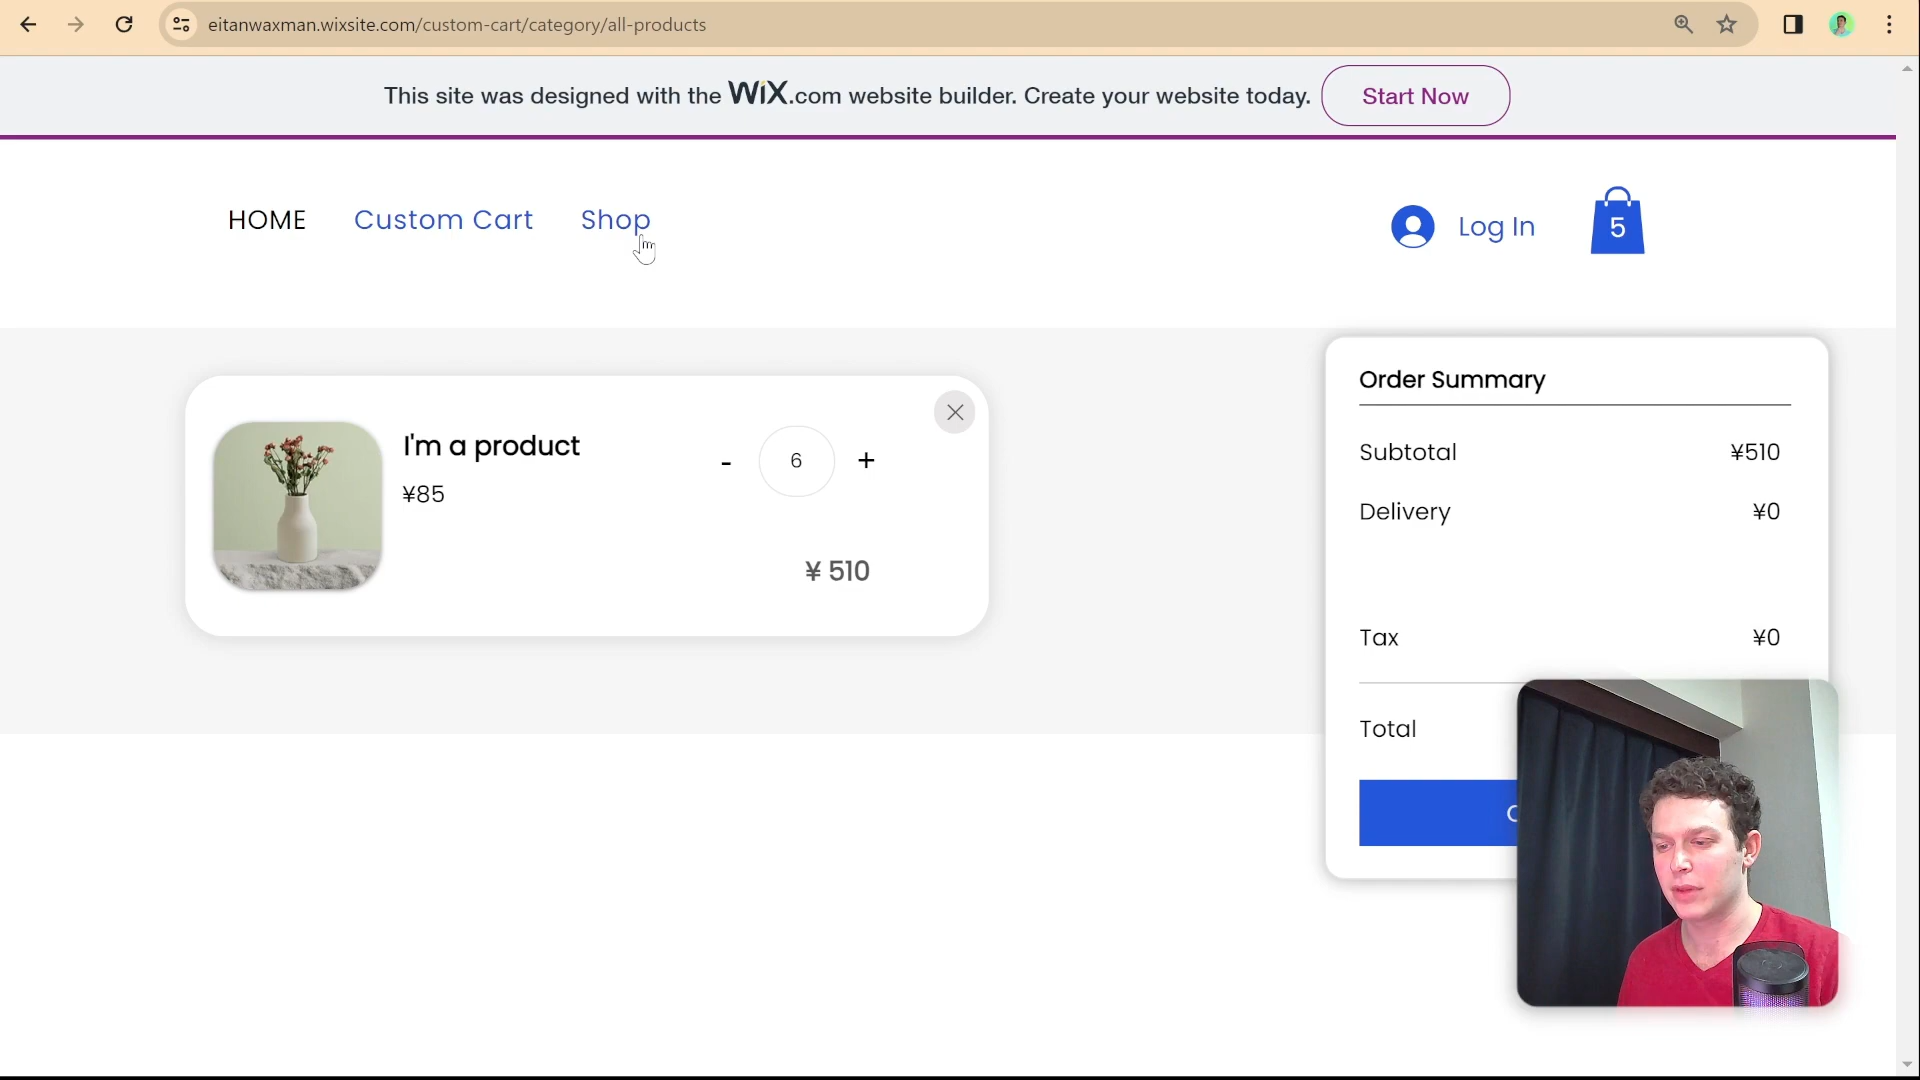 eitanwaxman.wixsite.com/custom-cart/category/all-products
This site was designed with the WiX.com website builder. Create your website today. Start Now
HOME Custom Cart Shop Log In 5
I'm a product
¥85
- 6 +
¥ 510
Order Summary
Subtotal ¥510
Delivery ¥0
Tax ¥0
Total